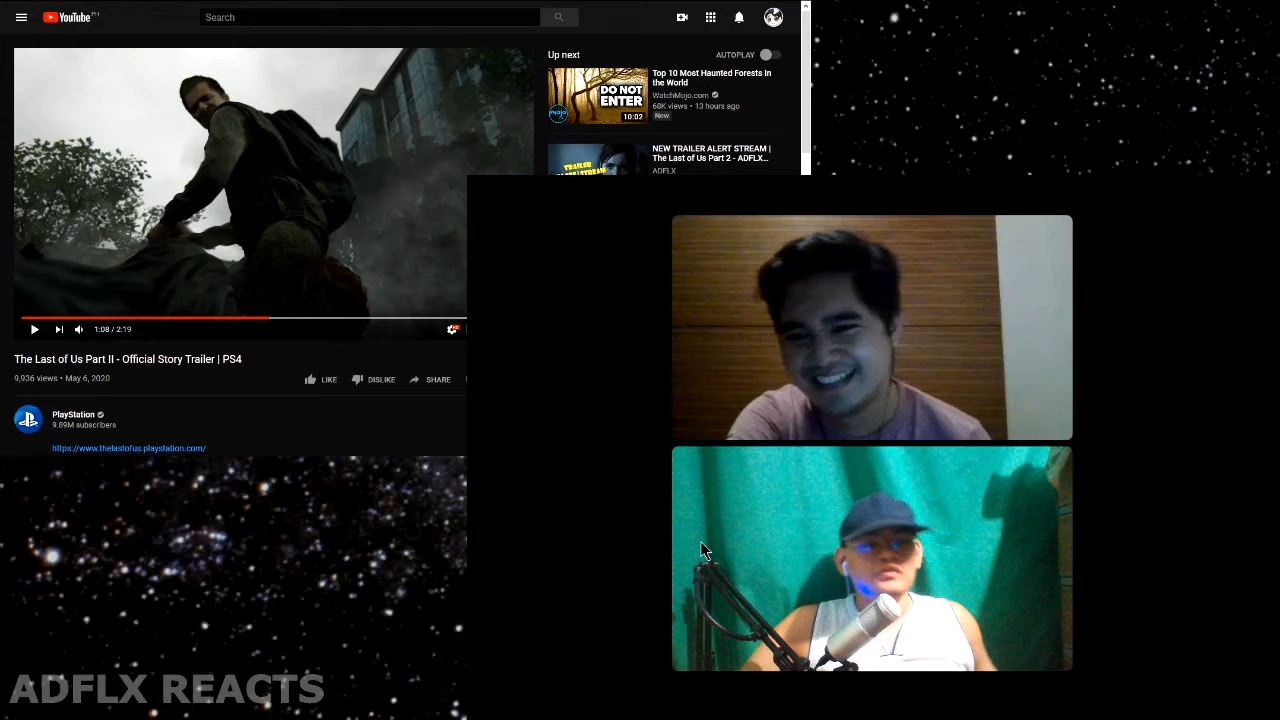 YouTube PH
Search
Up next
AUTOPLAY
Top 10 Most Haunted Forests in
the World
WatchMojo.com
68K views • 13 hours ago
New
DO NOT
ENTER
mojo
10:02
NEW TRAILER ALERT STREAM |
The Last of Us Part 2 - ADFLX...
ADFLX
1:08 / 2:19
HD
The Last of Us Part II - Official Story Trailer | PS4
9,936 views • May 6, 2020
LIKE
DISLIKE
SHARE
PlayStation
9.89M subscribers
https://www.thelastofus.playstation.com/
ADFLX REACTS